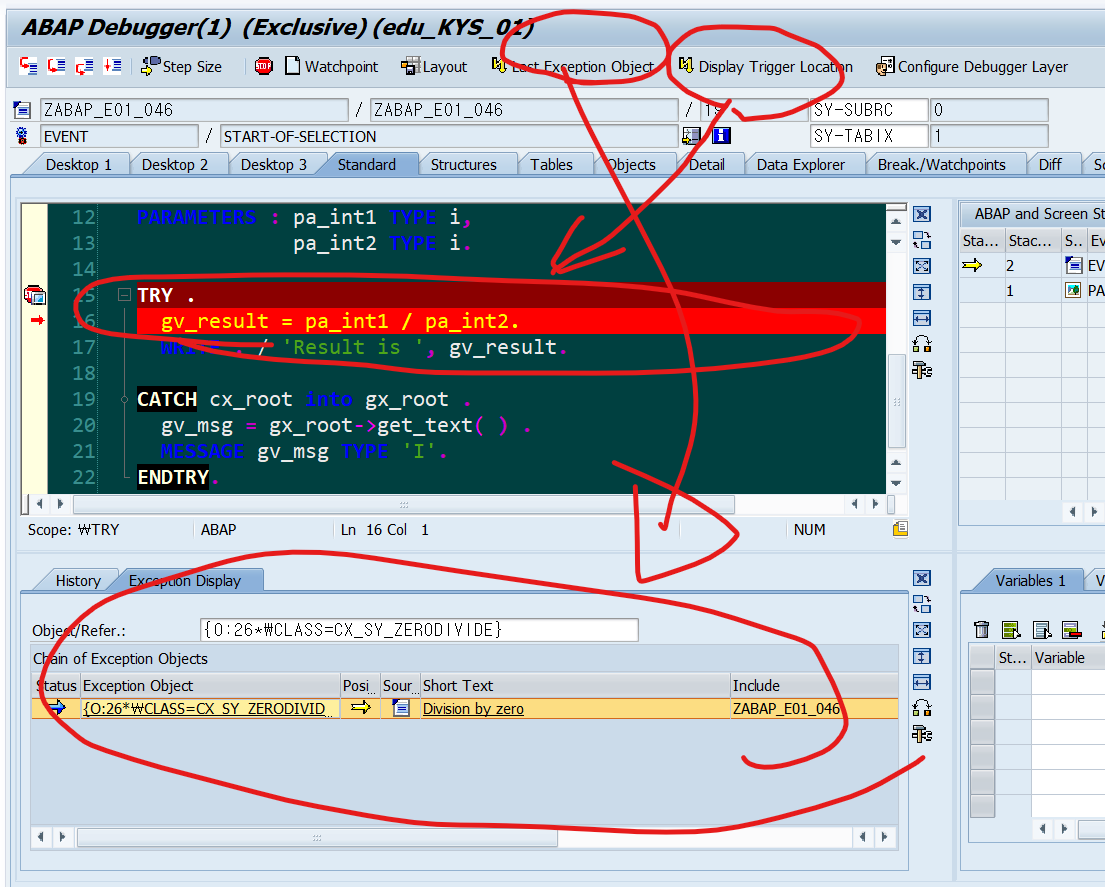 ABAP Debugger(1) (Exclusive) (edu_KYS_01)
Step Size Watchpoint Layout Last Exception Object Display Trigger Location Configure Debugger Layer
ZABAP_E01_046 / ZABAP_E01_046 / 19 SY-SUBRC 0
EVENT / START-OF-SELECTION SY-TABIX 1
Desktop 1 Desktop 2 Desktop 3 Standard Structures Tables Objects Detail Data Explorer Break./Watchpoints Diff
ABAP and Screen St
Sta... Stac... S.. Ev
2 EV
1 PA
12 PARAMETERS : pa_int1 TYPE i,
13 pa_int2 TYPE i.
14
15 TRY .
16 gv_result = pa_int1 / pa_int2.
17 WRITE : / 'Result is ', gv_result.
18
19 CATCH cx_root into gx_root .
20 gv_msg = gx_root->get_text( ) .
21 MESSAGE gv_msg TYPE 'I'.
22 ENDTRY.
Scope: ₩TRY ABAP Ln 16 Col 1 NUM
History Exception Display
Object/Refer.: {O:26*₩CLASS=CX_SY_ZERODIVIDE}
Chain of Exception Objects
Status Exception Object Posi.. Sour.. Short Text Include
{O:26*₩CLASS=CX_SY_ZERODIVID.. Division by zero ZABAP_E01_046
Variables 1 V
St... Variable